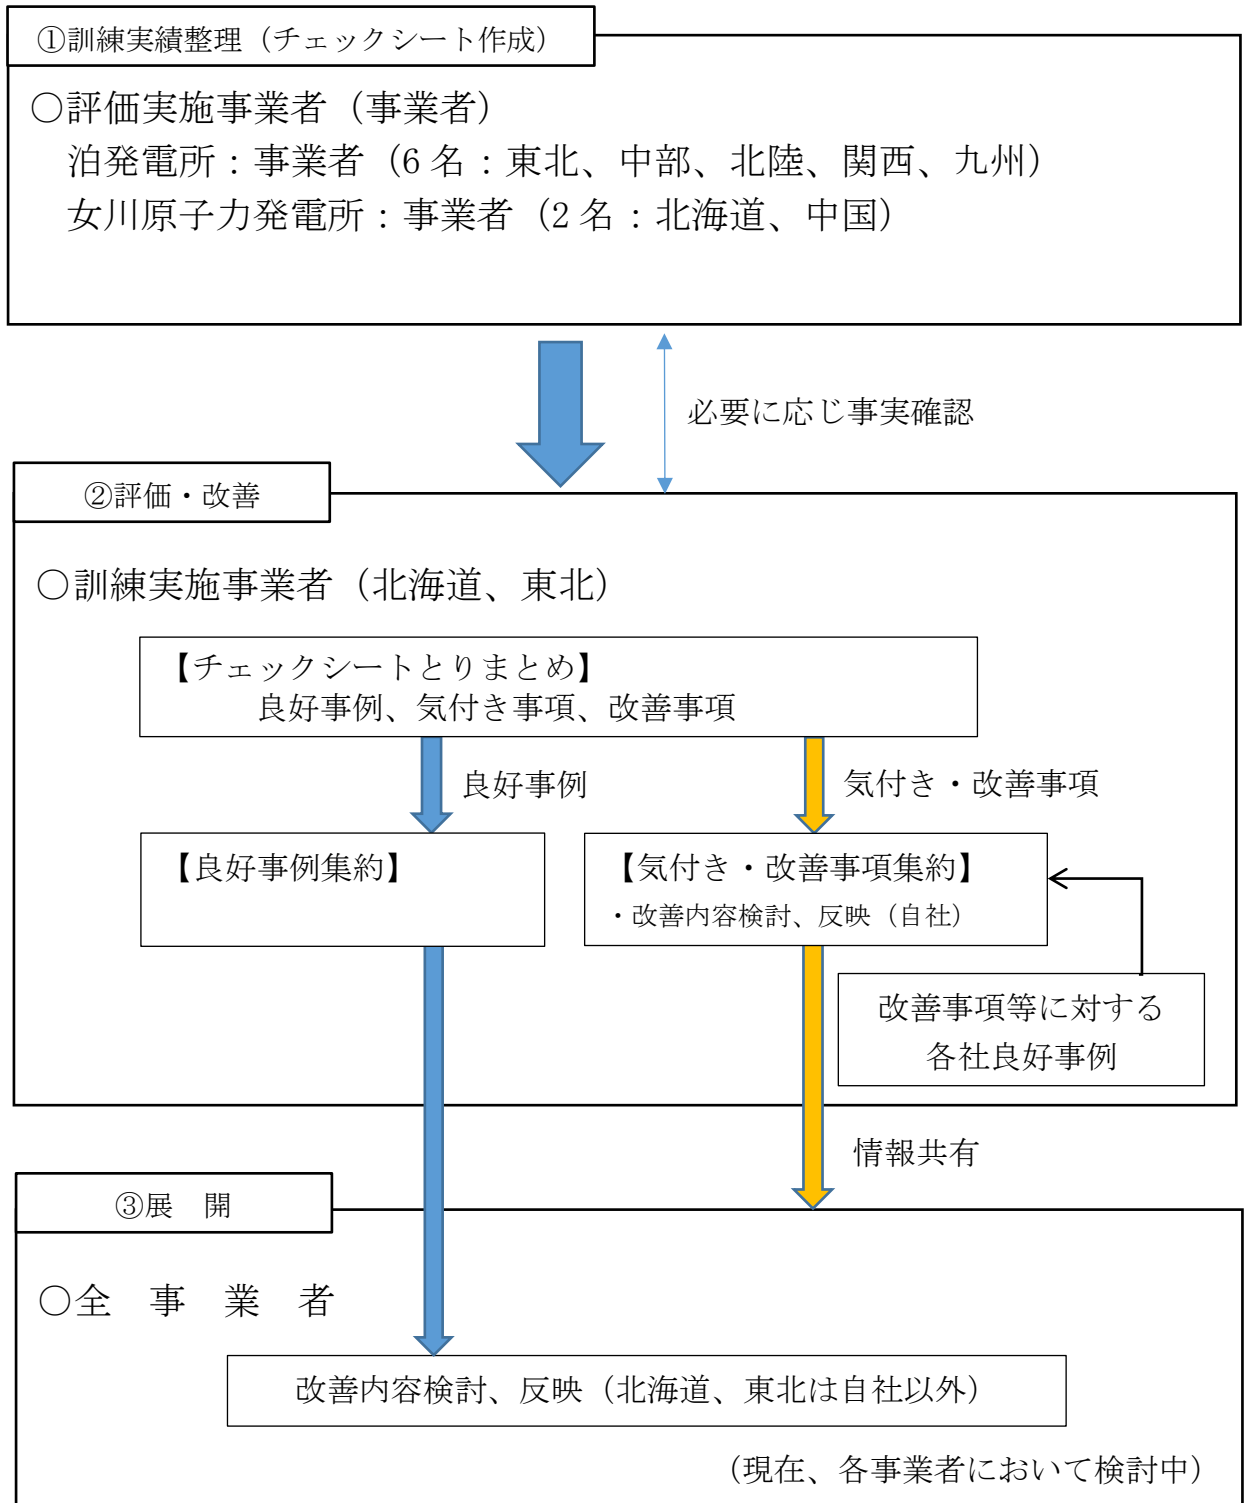 ①訓練実績整理（チェックシート作成）
○評価実施事業者（事業者）
泊発電所：事業者（6 名：東北、中部、北陸、関西、九州）
女川原子力発電所：事業者（2 名：北海道、中国）
必要に応じ事実確認
②評価・改善
○訓練実施事業者（北海道、東北）
【チェックシートとりまとめ】
良好事例、気付き事項、改善事項
良好事例
気付き・改善事項
【良好事例集約】
【気付き・改善事項集約】
・改善内容検討、反映（自社）
改善事項等に対する
各社良好事例
情報共有
③展　開
○全　事　業　者
改善内容検討、反映（北海道、東北は自社以外）
（現在、各事業者において検討中）